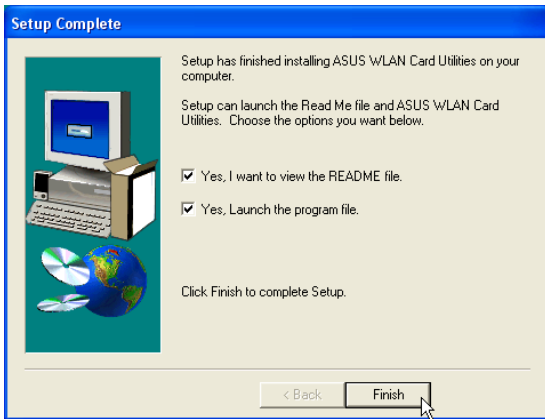 Setup Complete
Setup has finished installing ASUS WLAN Card Utilities on your
computer.
Setup can launch the Read Me file and ASUS WLAN Card
Utilities. Choose the options you want below.
Yes, I want to view the README file.
Yes, Launch the program file.
Click Finish to complete Setup.
< Back
Finish